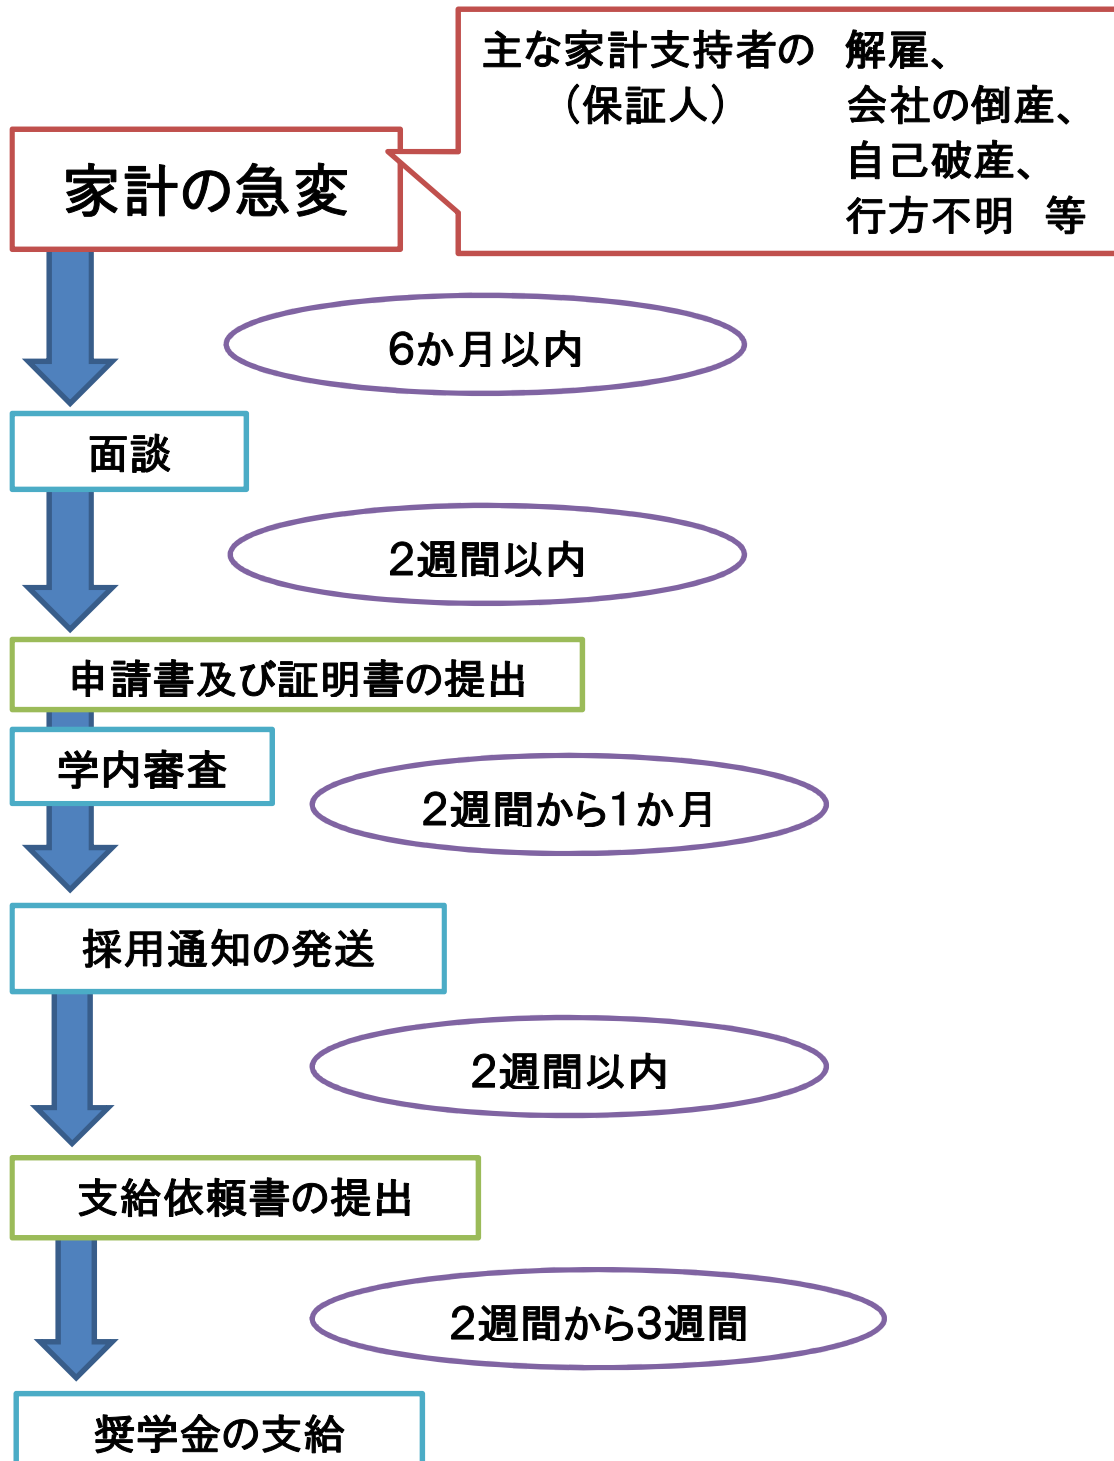 主な家計支持者の　解雇、
（保証人）　会社の倒産、
自己破産、
行方不明　等
家計の急変
6か月以内
面談
2週間以内
申請書及び証明書の提出
学内審査
2週間から1か月
採用通知の発送
2週間以内
支給依頼書の提出
2週間から3週間
奨学金の支給